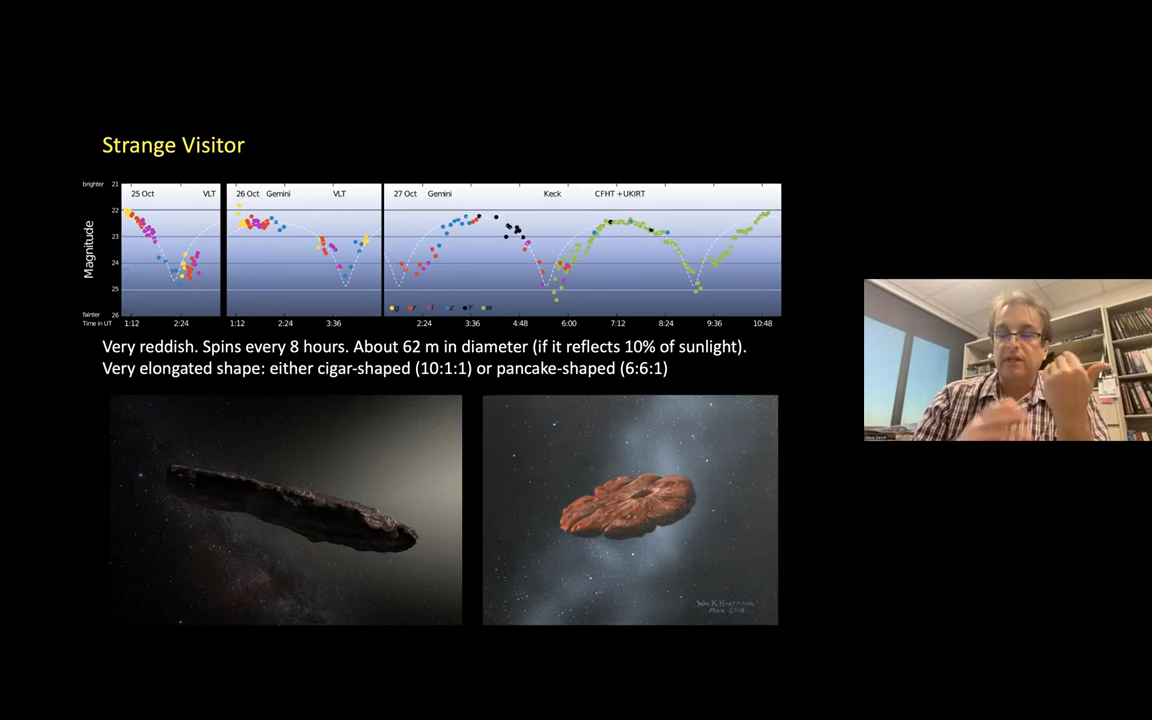 Strange Visitor
brighter 21
25 Oct VLT 26 Oct Gemini VLT 27 Oct Gemini Keck CFHT +UKIRT
22
23
Magnitude
24
25
g r i z Y w
fainter 26
Time in UT 1:12 2:24 1:12 2:24 3:36 2:24 3:36 4:48 6:00 7:12 8:24 9:36 10:48
Very reddish. Spins every 8 hours. About 62 m in diameter (if it reflects 10% of sunlight).
Very elongated shape: either cigar-shaped (10:1:1) or pancake-shaped (6:6:1)